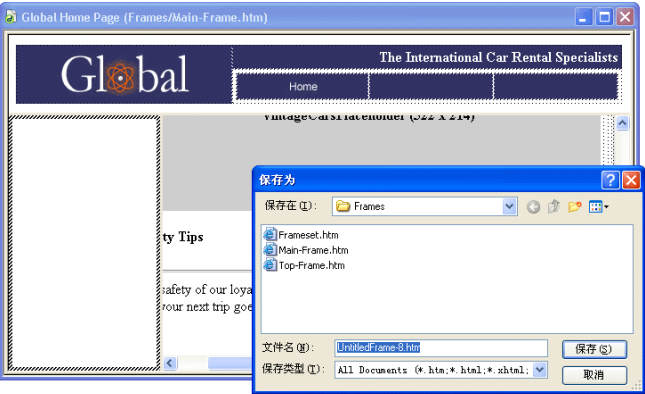 Global Home Page (Frames/Main-Frame.htm)
Global
The International Car Rental Specialists
Home
VintageCarsPlaceholder (322 x 214)
保存为
保存在(I):
Frames
Frameset.htm
Main-Frame.htm
Top-Frame.htm
ty Tips
safety of our loya
your next trip goe
文件名(N):
UntitledFrame-8.htm
保存(S)
保存类型(T):
All Documents (*.htm;*.html;*.xhtml;
取消